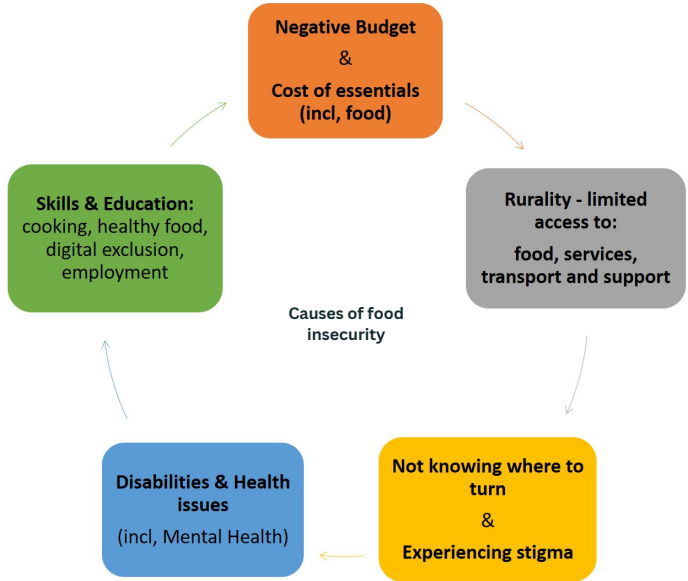 Negative Budget
&
Cost of essentials
(incl, food)
Rurality - limited
access to:
food, services,
transport and support
Not knowing where to
turn
&
Experiencing stigma
Disabilities & Health
issues
(incl, Mental Health)
Skills & Education:
cooking, healthy food,
digital exclusion,
employment
Causes of food
insecurity